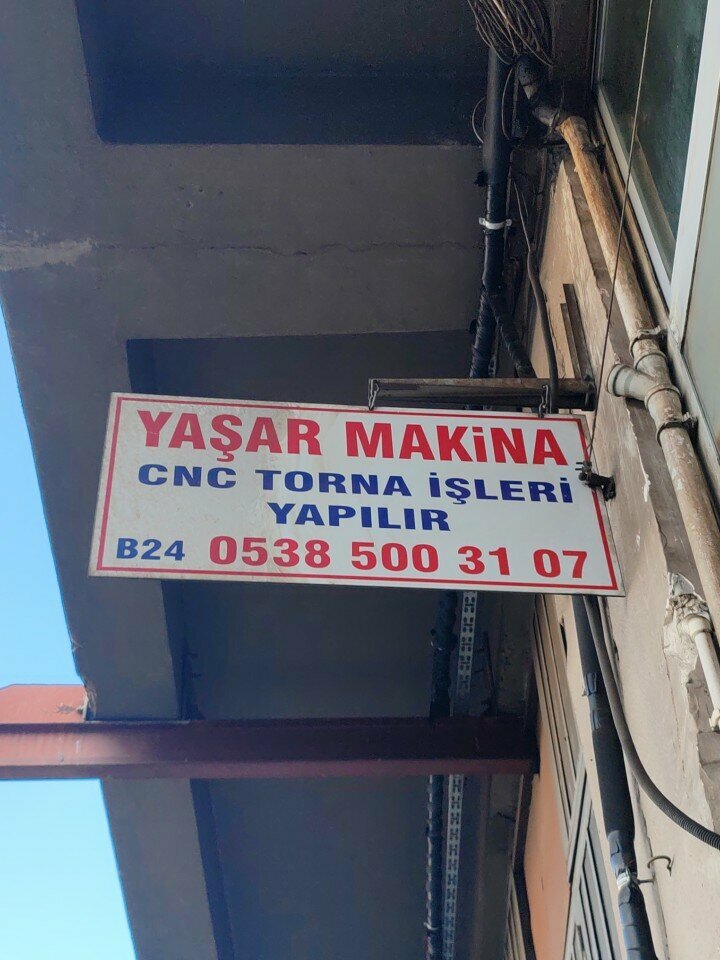 YAŞAR MAKiNA
CNC TORNA İŞLERİ
YAPILIR
B24 0538 500 31 07